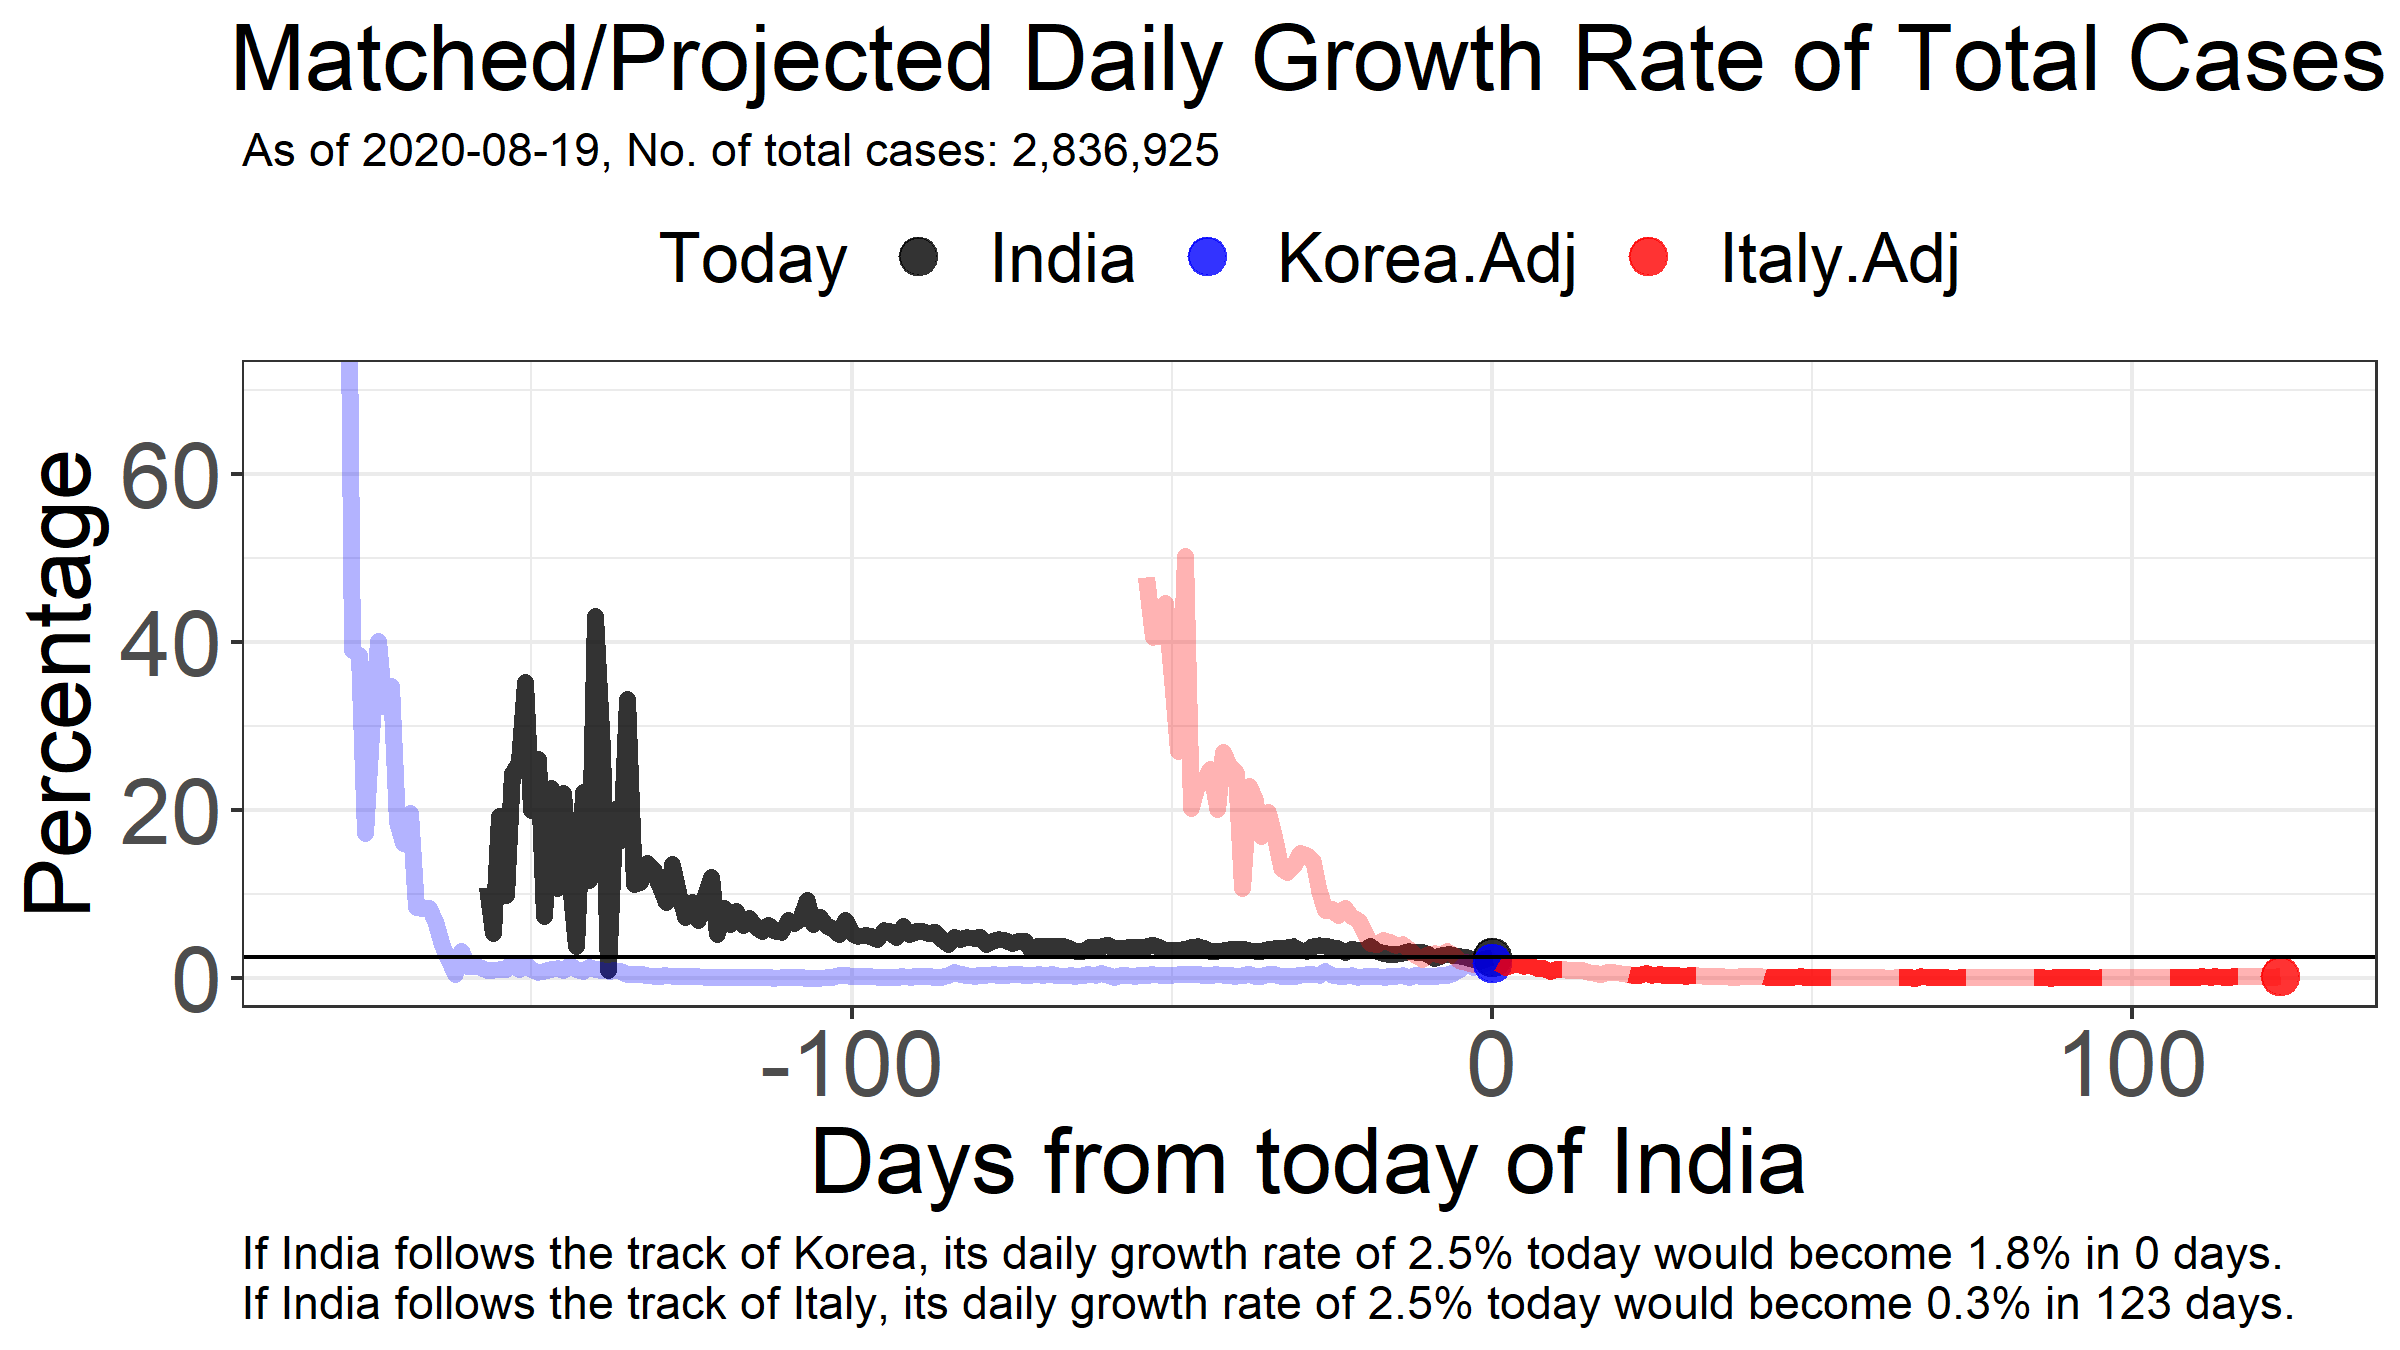 Matched/Projected Daily Growth Rate of Total Cases
As of 2020-08-19, No. of total cases: 2,836,925
Today India Korea.Adj Italy.Adj
Percentage
60
40
20
0
-100 0 100
Days from today of India
If India follows the track of Korea, its daily growth rate of 2.5% today would become 1.8% in 0 days.
If India follows the track of Italy, its daily growth rate of 2.5% today would become 0.3% in 123 days.